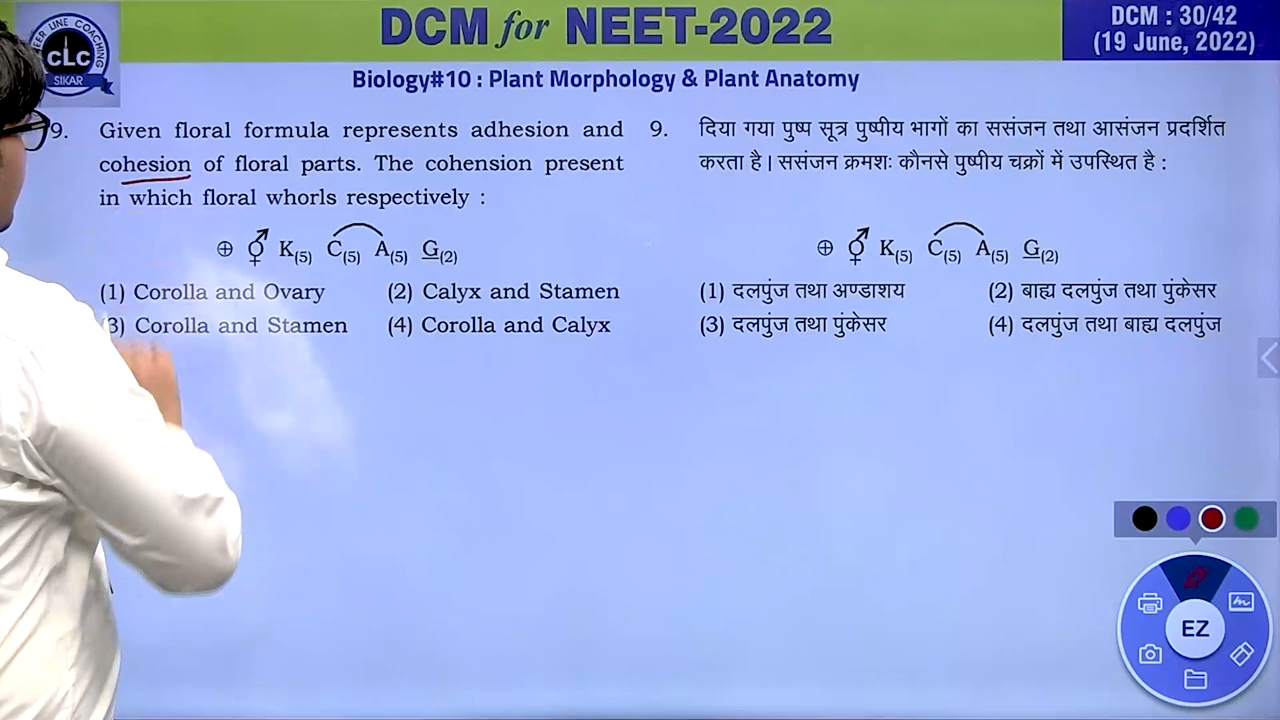 DCM for NEET-2022
DCM : 30/42
(19 June, 2022)
CLC
SIKAR
Biology#10 : Plant Morphology & Plant Anatomy
9. Given floral formula represents adhesion and
cohesion of floral parts. The cohension present
in which floral whorls respectively :
⊕ ⚥ K(5) C(5) A(5) G(2)
(1) Corolla and Ovary (2) Calyx and Stamen
(3) Corolla and Stamen (4) Corolla and Calyx
9. दिया गया पुष्प सूत्र पुष्पीय भागों का ससंजन तथा आसंजन प्रदर्शित
करता है। ससंजन क्रमशः कौनसे पुष्पीय चक्रों में उपस्थित है :
⊕ ⚥ K(5) C(5) A(5) G(2)
(1) दलपुंज तथा अण्डाशय (2) बाह्य दलपुंज तथा पुंकेसर
(3) दलपुंज तथा पुंकेसर (4) दलपुंज तथा बाह्य दलपुंज
EZ